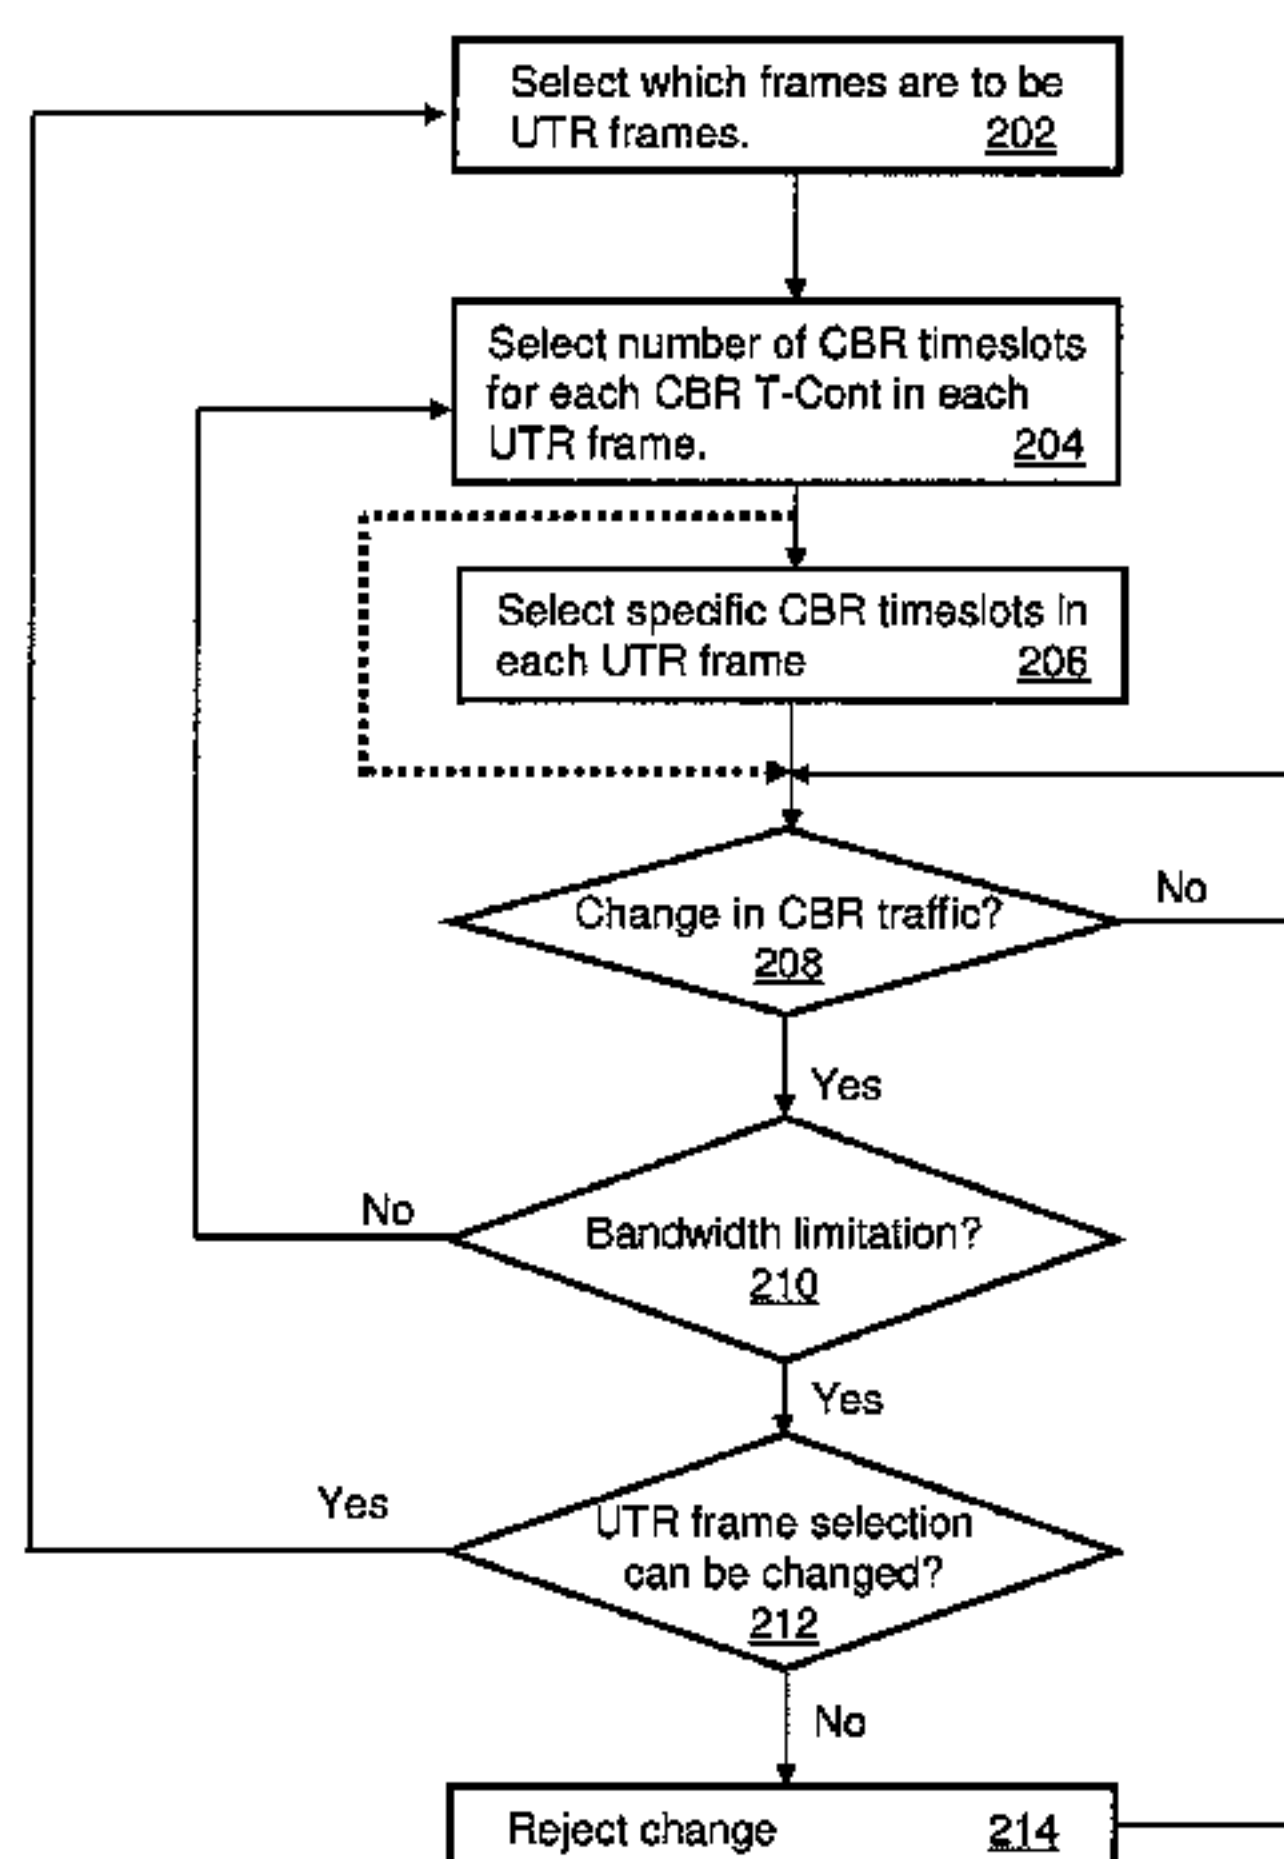 Select which frames are to be
UTR frames. 202
Select number of CBR timeslots
for each CBR T-Cont in each
UTR frame. 204
Select specific CBR timeslots in
each UTR frame 206
Change in CBR traffic?
208
No
Yes
No
Bandwidth limitation?
210
Yes
Yes
UTR frame selection
can be changed?
212
No
Reject change 214